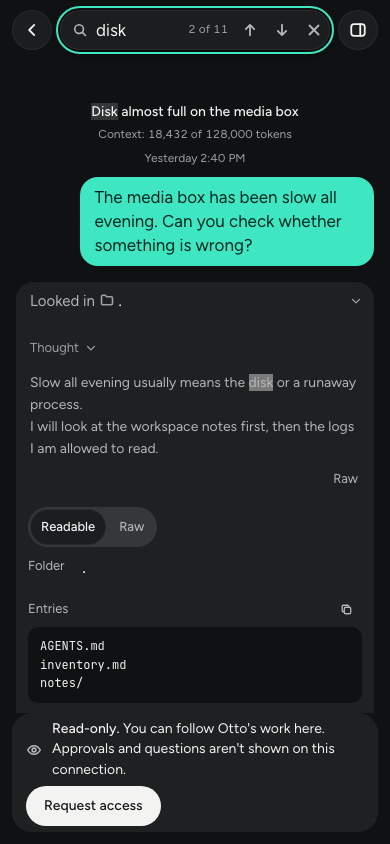 disk
2 of 11
Disk almost full on the media box
Context: 18,432 of 128,000 tokens
Yesterday 2:40 PM
The media box has been slow all
evening. Can you check whether
something is wrong?
Looked in .
Thought
Slow all evening usually means the disk or a runaway
process.
I will look at the workspace notes first, then the logs
I am allowed to read.
Raw
Readable Raw
Folder .
Entries
AGENTS.md
inventory.md
notes/
Read-only. You can follow Otto's work here.
Approvals and questions aren't shown on this
connection.
Request access